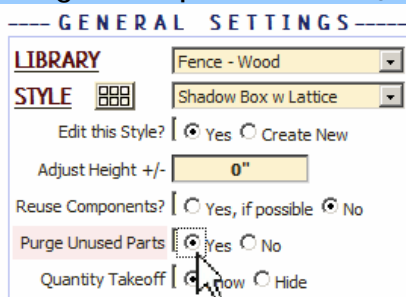 ---- GENERAL SETTINGS-----
LIBRARY Fence - Wood
STYLE Shadow Box w Lattice
Edit this Style? [ Yes Create New
Adjust Height +/- 0"
Reuse Components? [ Yes, if possible No
Purge Unused Parts [ Yes No
Quantity Takeoff [ Hide